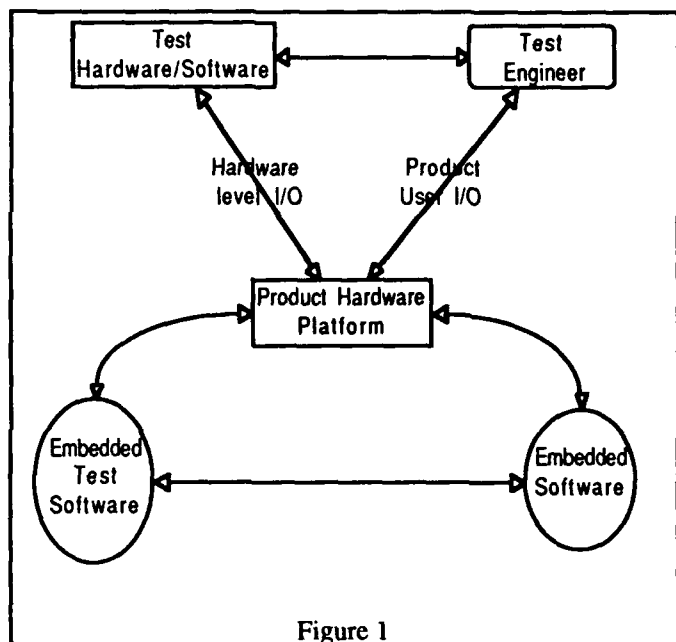 Test
Hardware/Software
Test
Engineer
Hardware
level I/O
Product
User I/O
Product Hardware
Platform
Embedded
Test
Software
Embedded
Software
Figure 1